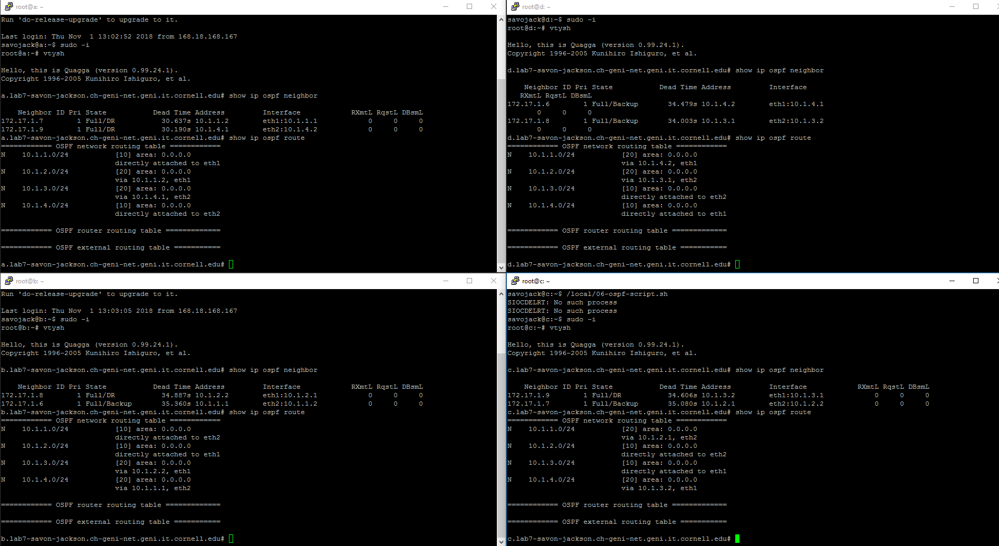 root@a: ~
Run 'do-release-upgrade' to upgrade to it.
Last login: Thu Nov  1 13:02:52 2018 from 168.18.168.167
savojack@a:~$ sudo -i
root@a:~# vtysh
Hello, this is Quagga (version 0.99.24.1).
Copyright 1996-2005 Kunihiro Ishiguro, et al.
a.lab7-savon-jackson.ch-geni-net.geni.it.cornell.edu# show ip ospf neighbor
    Neighbor ID Pri State           Dead Time Address         Interface            RXmtL RqstL DBsmL
172.17.1.7        1 Full/DR           30.637s 10.1.1.2        eth1:10.1.1.1            0     0     0
172.17.1.9        1 Full/DR           30.190s 10.1.4.1        eth2:10.1.4.2            0     0     0
a.lab7-savon-jackson.ch-geni-net.geni.it.cornell.edu# show ip ospf route
============ OSPF network routing table ============
N    10.1.1.0/24           [10] area: 0.0.0.0
                           directly attached to eth1
N    10.1.2.0/24           [20] area: 0.0.0.0
                           via 10.1.1.2, eth1
N    10.1.3.0/24           [20] area: 0.0.0.0
                           via 10.1.4.1, eth2
N    10.1.4.0/24           [10] area: 0.0.0.0
                           directly attached to eth2
============ OSPF router routing table =============
============ OSPF external routing table ===========
a.lab7-savon-jackson.ch-geni-net.geni.it.cornell.edu#
root@d: ~
savojack@d:~$ sudo -i
root@d:~# vtysh
Hello, this is Quagga (version 0.99.24.1).
Copyright 1996-2005 Kunihiro Ishiguro, et al.
d.lab7-savon-jackson.ch-geni-net.geni.it.cornell.edu# show ip ospf neighbor
    Neighbor ID Pri State           Dead Time Address         Interface
   RXmtL RqstL DBsmL
172.17.1.6        1 Full/Backup       34.479s 10.1.4.2        eth1:10.1.4.1
       0     0     0
172.17.1.8        1 Full/Backup       34.003s 10.1.3.1        eth2:10.1.3.2
       0     0     0
d.lab7-savon-jackson.ch-geni-net.geni.it.cornell.edu# show ip ospf route
============ OSPF network routing table ============
N    10.1.1.0/24           [20] area: 0.0.0.0
                           via 10.1.4.2, eth1
N    10.1.2.0/24           [20] area: 0.0.0.0
                           via 10.1.3.1, eth2
N    10.1.3.0/24           [10] area: 0.0.0.0
                           directly attached to eth2
N    10.1.4.0/24           [10] area: 0.0.0.0
                           directly attached to eth1
============ OSPF router routing table =============
============ OSPF external routing table ===========
d.lab7-savon-jackson.ch-geni-net.geni.it.cornell.edu#
root@b: ~
Run 'do-release-upgrade' to upgrade to it.
Last login: Thu Nov  1 13:03:05 2018 from 168.18.168.167
savojack@b:~$ sudo -i
root@b:~# vtysh
Hello, this is Quagga (version 0.99.24.1).
Copyright 1996-2005 Kunihiro Ishiguro, et al.
b.lab7-savon-jackson.ch-geni-net.geni.it.cornell.edu# show ip ospf neighbor
    Neighbor ID Pri State           Dead Time Address         Interface            RXmtL RqstL DBsmL
172.17.1.8        1 Full/DR           34.887s 10.1.2.2        eth1:10.1.2.1            0     0     0
172.17.1.6        1 Full/Backup       35.360s 10.1.1.1        eth2:10.1.1.2            0     0     0
b.lab7-savon-jackson.ch-geni-net.geni.it.cornell.edu# show ip ospf route
============ OSPF network routing table ============
N    10.1.1.0/24           [10] area: 0.0.0.0
                           directly attached to eth2
N    10.1.2.0/24           [10] area: 0.0.0.0
                           directly attached to eth1
N    10.1.3.0/24           [20] area: 0.0.0.0
                           via 10.1.2.2, eth1
N    10.1.4.0/24           [20] area: 0.0.0.0
                           via 10.1.1.1, eth2
============ OSPF router routing table =============
============ OSPF external routing table ===========
b.lab7-savon-jackson.ch-geni-net.geni.it.cornell.edu#
root@c: ~
savojack@c:~$ /local/06-ospf-script.sh
SIOCDELRT: No such process
SIOCDELRT: No such process
savojack@c:~$ sudo -i
root@c:~# vtysh
Hello, this is Quagga (version 0.99.24.1).
Copyright 1996-2005 Kunihiro Ishiguro, et al.
c.lab7-savon-jackson.ch-geni-net.geni.it.cornell.edu# show ip ospf neighbor
    Neighbor ID Pri State           Dead Time Address         Interface            RXmtL RqstL DBsmL
172.17.1.9        1 Full/DR           34.606s 10.1.3.2        eth1:10.1.3.1            0     0     0
172.17.1.7        1 Full/Backup       35.080s 10.1.2.1        eth2:10.1.2.2            0     0     0
c.lab7-savon-jackson.ch-geni-net.geni.it.cornell.edu# show ip ospf route
============ OSPF network routing table ============
N    10.1.1.0/24           [20] area: 0.0.0.0
                           via 10.1.2.1, eth2
N    10.1.2.0/24           [10] area: 0.0.0.0
                           directly attached to eth2
N    10.1.3.0/24           [10] area: 0.0.0.0
                           directly attached to eth1
N    10.1.4.0/24           [20] area: 0.0.0.0
                           via 10.1.3.2, eth1
============ OSPF router routing table =============
============ OSPF external routing table ===========
c.lab7-savon-jackson.ch-geni-net.geni.it.cornell.edu#